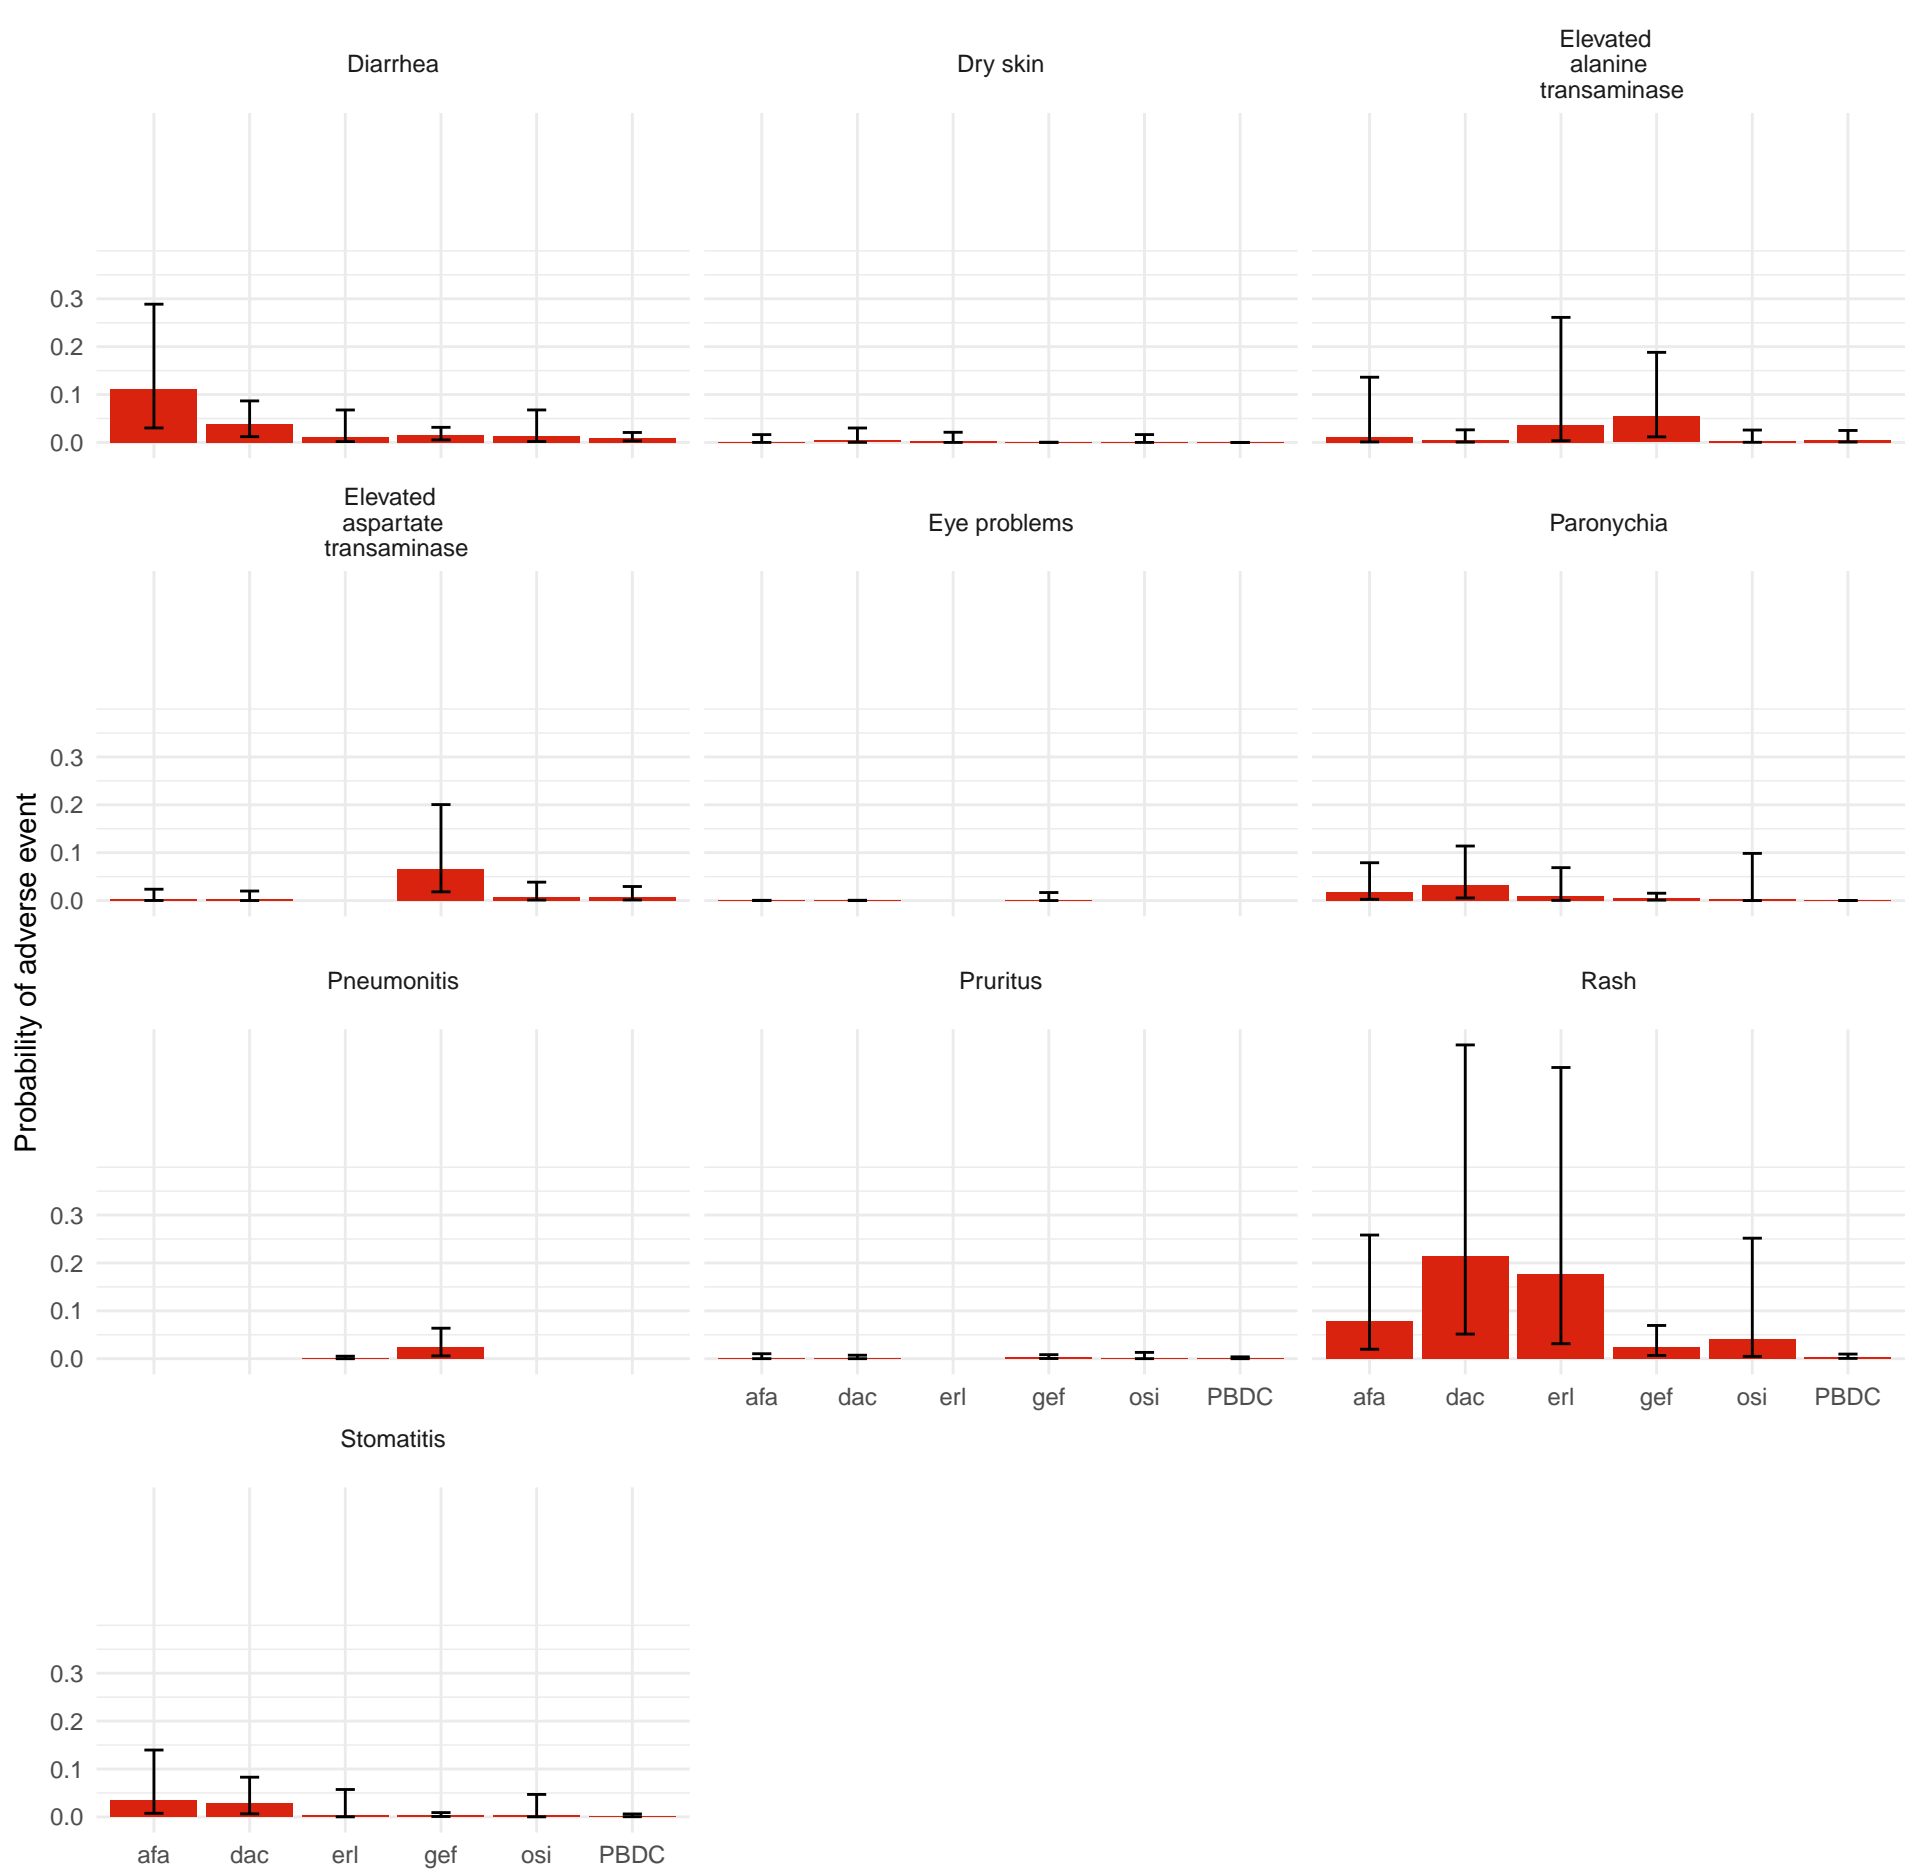 Diarrhea
Dry skin
Elevated
alanine
transaminase
0.3
0.2
0.1
0.0
Elevated
aspartate
transaminase
Eye problems
Paronychia
0.3
0.2
0.1
0.0
Probability of adverse event
Pneumonitis
Pruritus
Rash
0.3
0.2
0.1
0.0
afa dac erl gef osi PBDC
afa dac erl gef osi PBDC
Stomatitis
0.3
0.2
0.1
0.0
afa dac erl gef osi PBDC